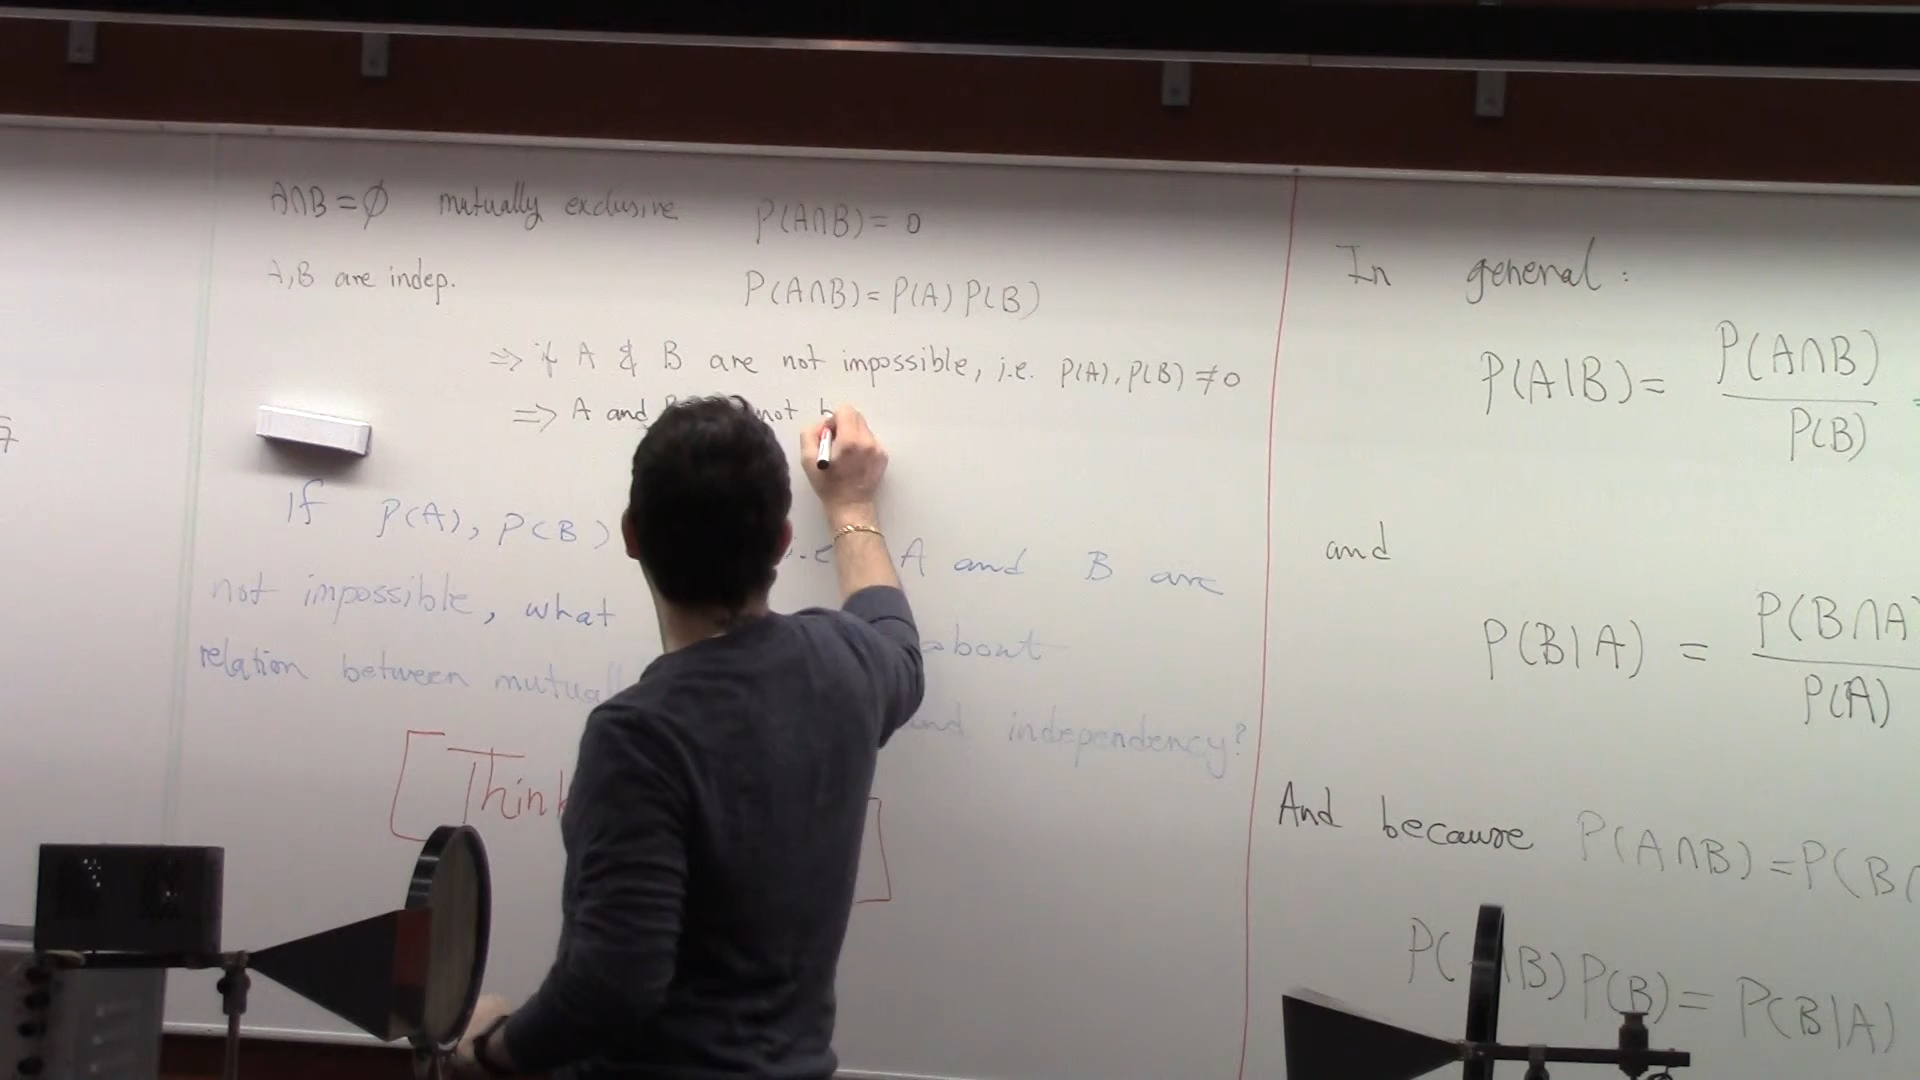 A∩B = ∅ mutually exclusive P(A∩B) = 0
A,B are indep. P(A∩B) = P(A) P(B)
⇒ if A & B are not impossible, i.e. P(A), P(B) ≠ 0
⇒ A and not
If P(A), P(B) i.e. A and B are
not impossible, what about
relation between and independency?
[Think
]
In general:
P(A|B) = P(A∩B) / P(B)
and
P(B|A) = P(B∩A) / P(A)
And because P(A∩B) = P(B∩
P(B) = P(B|A)